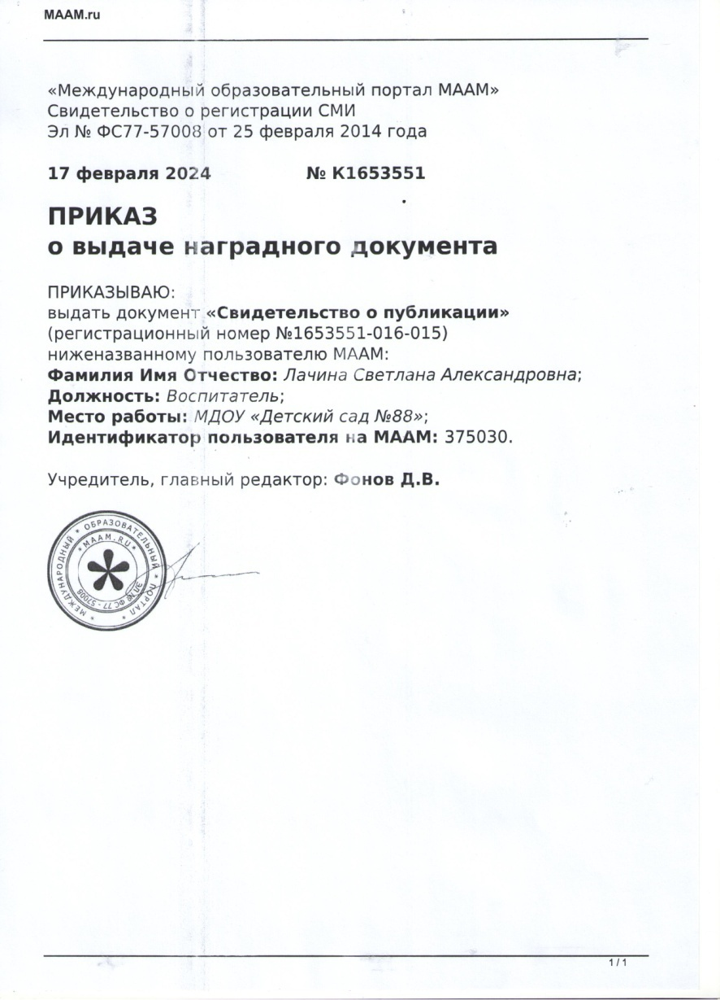 MAAM.ru
«Международный образовательный портал МААМ»
Свидетельство о регистрации СМИ
Эл № ФС77-57008 от 25 февраля 2014 года
17 февраля 2024 № К1653551
ПРИКАЗ
о выдаче наградного документа
ПРИКАЗЫВАЮ:
выдать документ «Свидетельство о публикации»
(регистрационный номер №1653551-016-015)
ниженазванному пользователю МААМ:
Фамилия Имя Отчество: Лачина Светлана Александровна;
Должность: Воспитатель;
Место работы: МДОУ «Детский сад №88»;
Идентификатор пользователя на МААМ: 375030.
Учредитель, главный редактор: Фонов Д.В.
* МЕЖДУНАРОДНЫЙ * ОБРАЗОВАТЕЛЬНЫЙ * ПОРТАЛ *
*MAAM.RU*
ЭЛ № ФС 77 - 57008
1 / 1